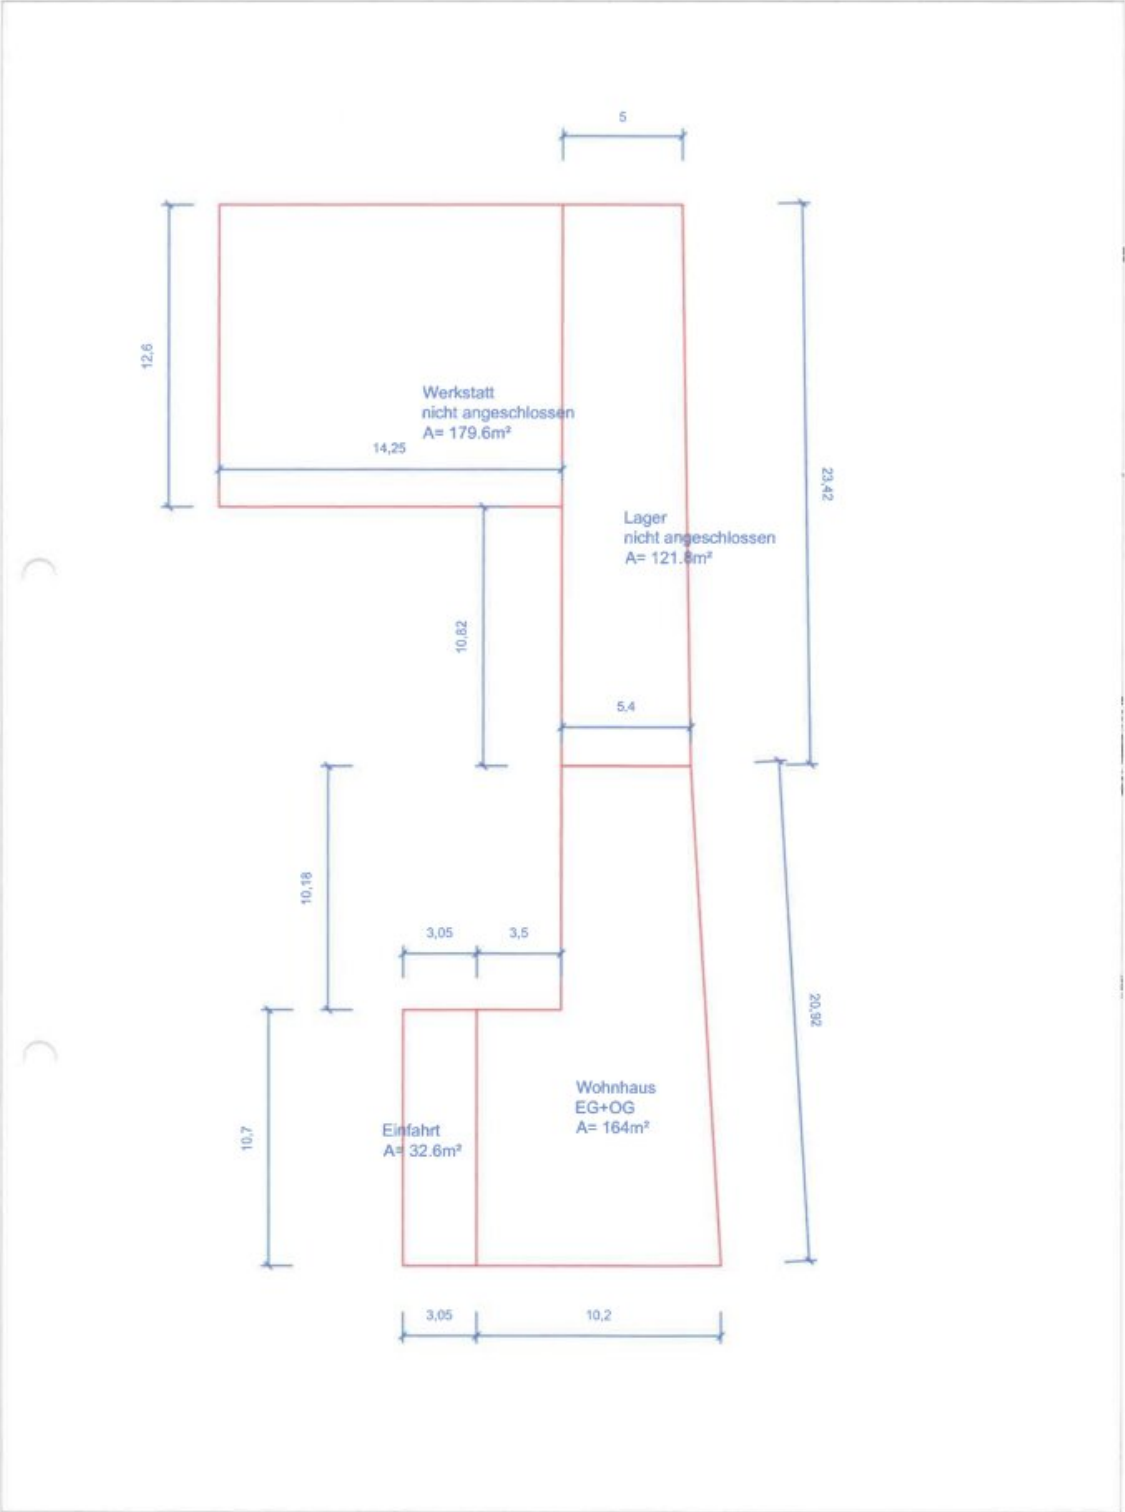 5
12,6
Werkstatt
nicht angeschlossen
A= 179.6m²
14,25
23,42
Lager
nicht angeschlossen
A= 121.8m²
10,82
5,4
10,18
3,05
3,5
20,92
Wohnhaus
EG+OG
A= 164m²
10,7
Einfahrt
A= 32.6m²
3,05
10,2